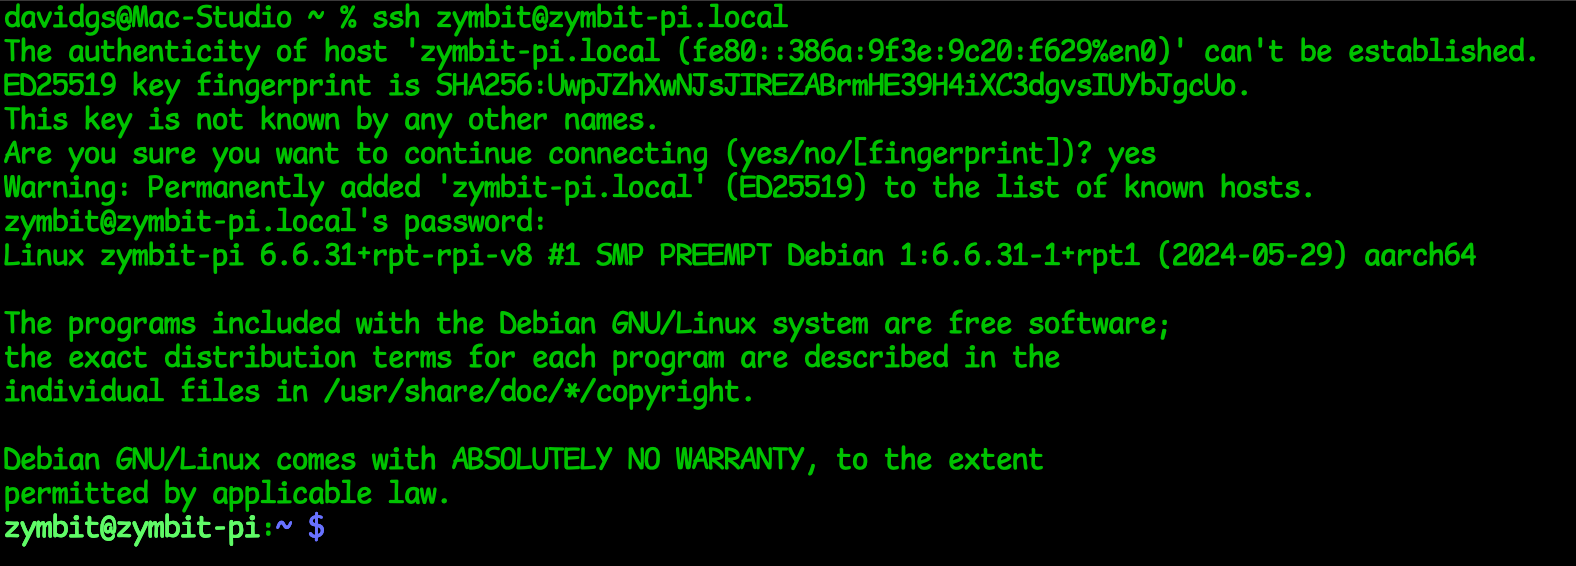 davidgs@Mac-Studio ~ % ssh zymbit@zymbit-pi.local
The authenticity of host 'zymbit-pi.local (fe80::386a:9f3e:9c20:f629%en0)' can't be established.
ED25519 key fingerprint is SHA256:UwpJZhXwNJsJIREZABrmHE39H4iXC3dgvsIUYbJgcUo.
This key is not known by any other names.
Are you sure you want to continue connecting (yes/no/[fingerprint])? yes
Warning: Permanently added 'zymbit-pi.local' (ED25519) to the list of known hosts.
zymbit@zymbit-pi.local's password:
Linux zymbit-pi 6.6.31+rpt-rpi-v8 #1 SMP PREEMPT Debian 1:6.6.31-1+rpt1 (2024-05-29) aarch64

The programs included with the Debian GNU/Linux system are free software;
the exact distribution terms for each program are described in the
individual files in /usr/share/doc/*/copyright.

Debian GNU/Linux comes with ABSOLUTELY NO WARRANTY, to the extent
permitted by applicable law.
zymbit@zymbit-pi:~ $